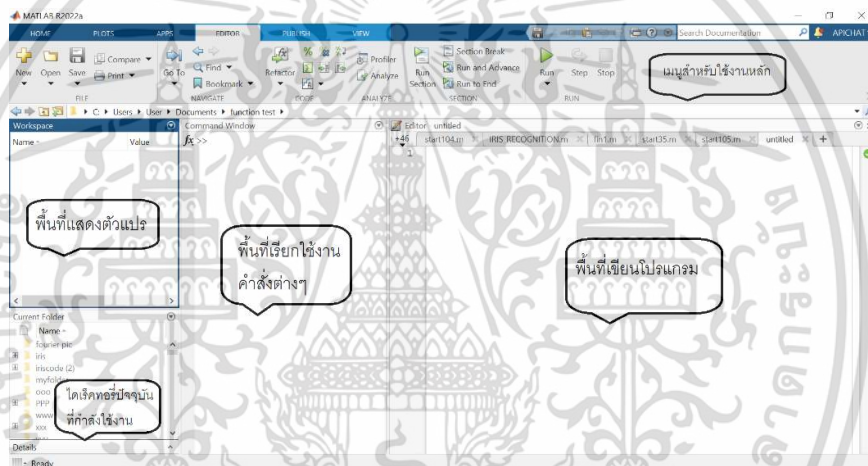 MATLAB R2022a
HOME PLOTS APPS EDITOR PUBLISH VIEW Search Documentation APICHAT
New Open Save Compare Print Go To Find Bookmark Refactor Profiler Analyze Run Section Section Break Run and Advance Run to End Run Step Stop
เมนูสำหรับใช้งานหลัก
FILE NAVIGATE CODE ANALYZE SECTION RUN
C: Users User Documents function test
Workspace Command Window Editor - untitled
Name Value fx >> +46 start104.m IRIS_RECOGNITION.m fin1.m start35.m start105.m untitled +
1
พื้นที่แสดงตัวแปร
พื้นที่เรียกใช้งาน
คำสั่งต่างๆ
พื้นที่เขียนโปรแกรม
Current Folder
Name
fourier pic
iris
iriscode (2)
myfolder
ooo
PPP
www
xxx
ไดเร็คทอรี่ปัจจุบัน
ที่กำลังใช้งาน
Details
Ready